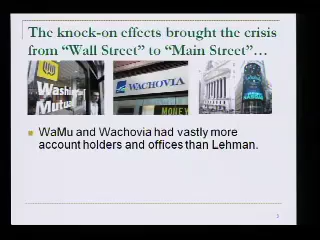 The knock-on effects brought the crisis
from “Wall Street” to “Main Street”…
Washington
Mutual
WACHOVIA
MONEY
WaMu and Wachovia had vastly more
account holders and offices than Lehman.